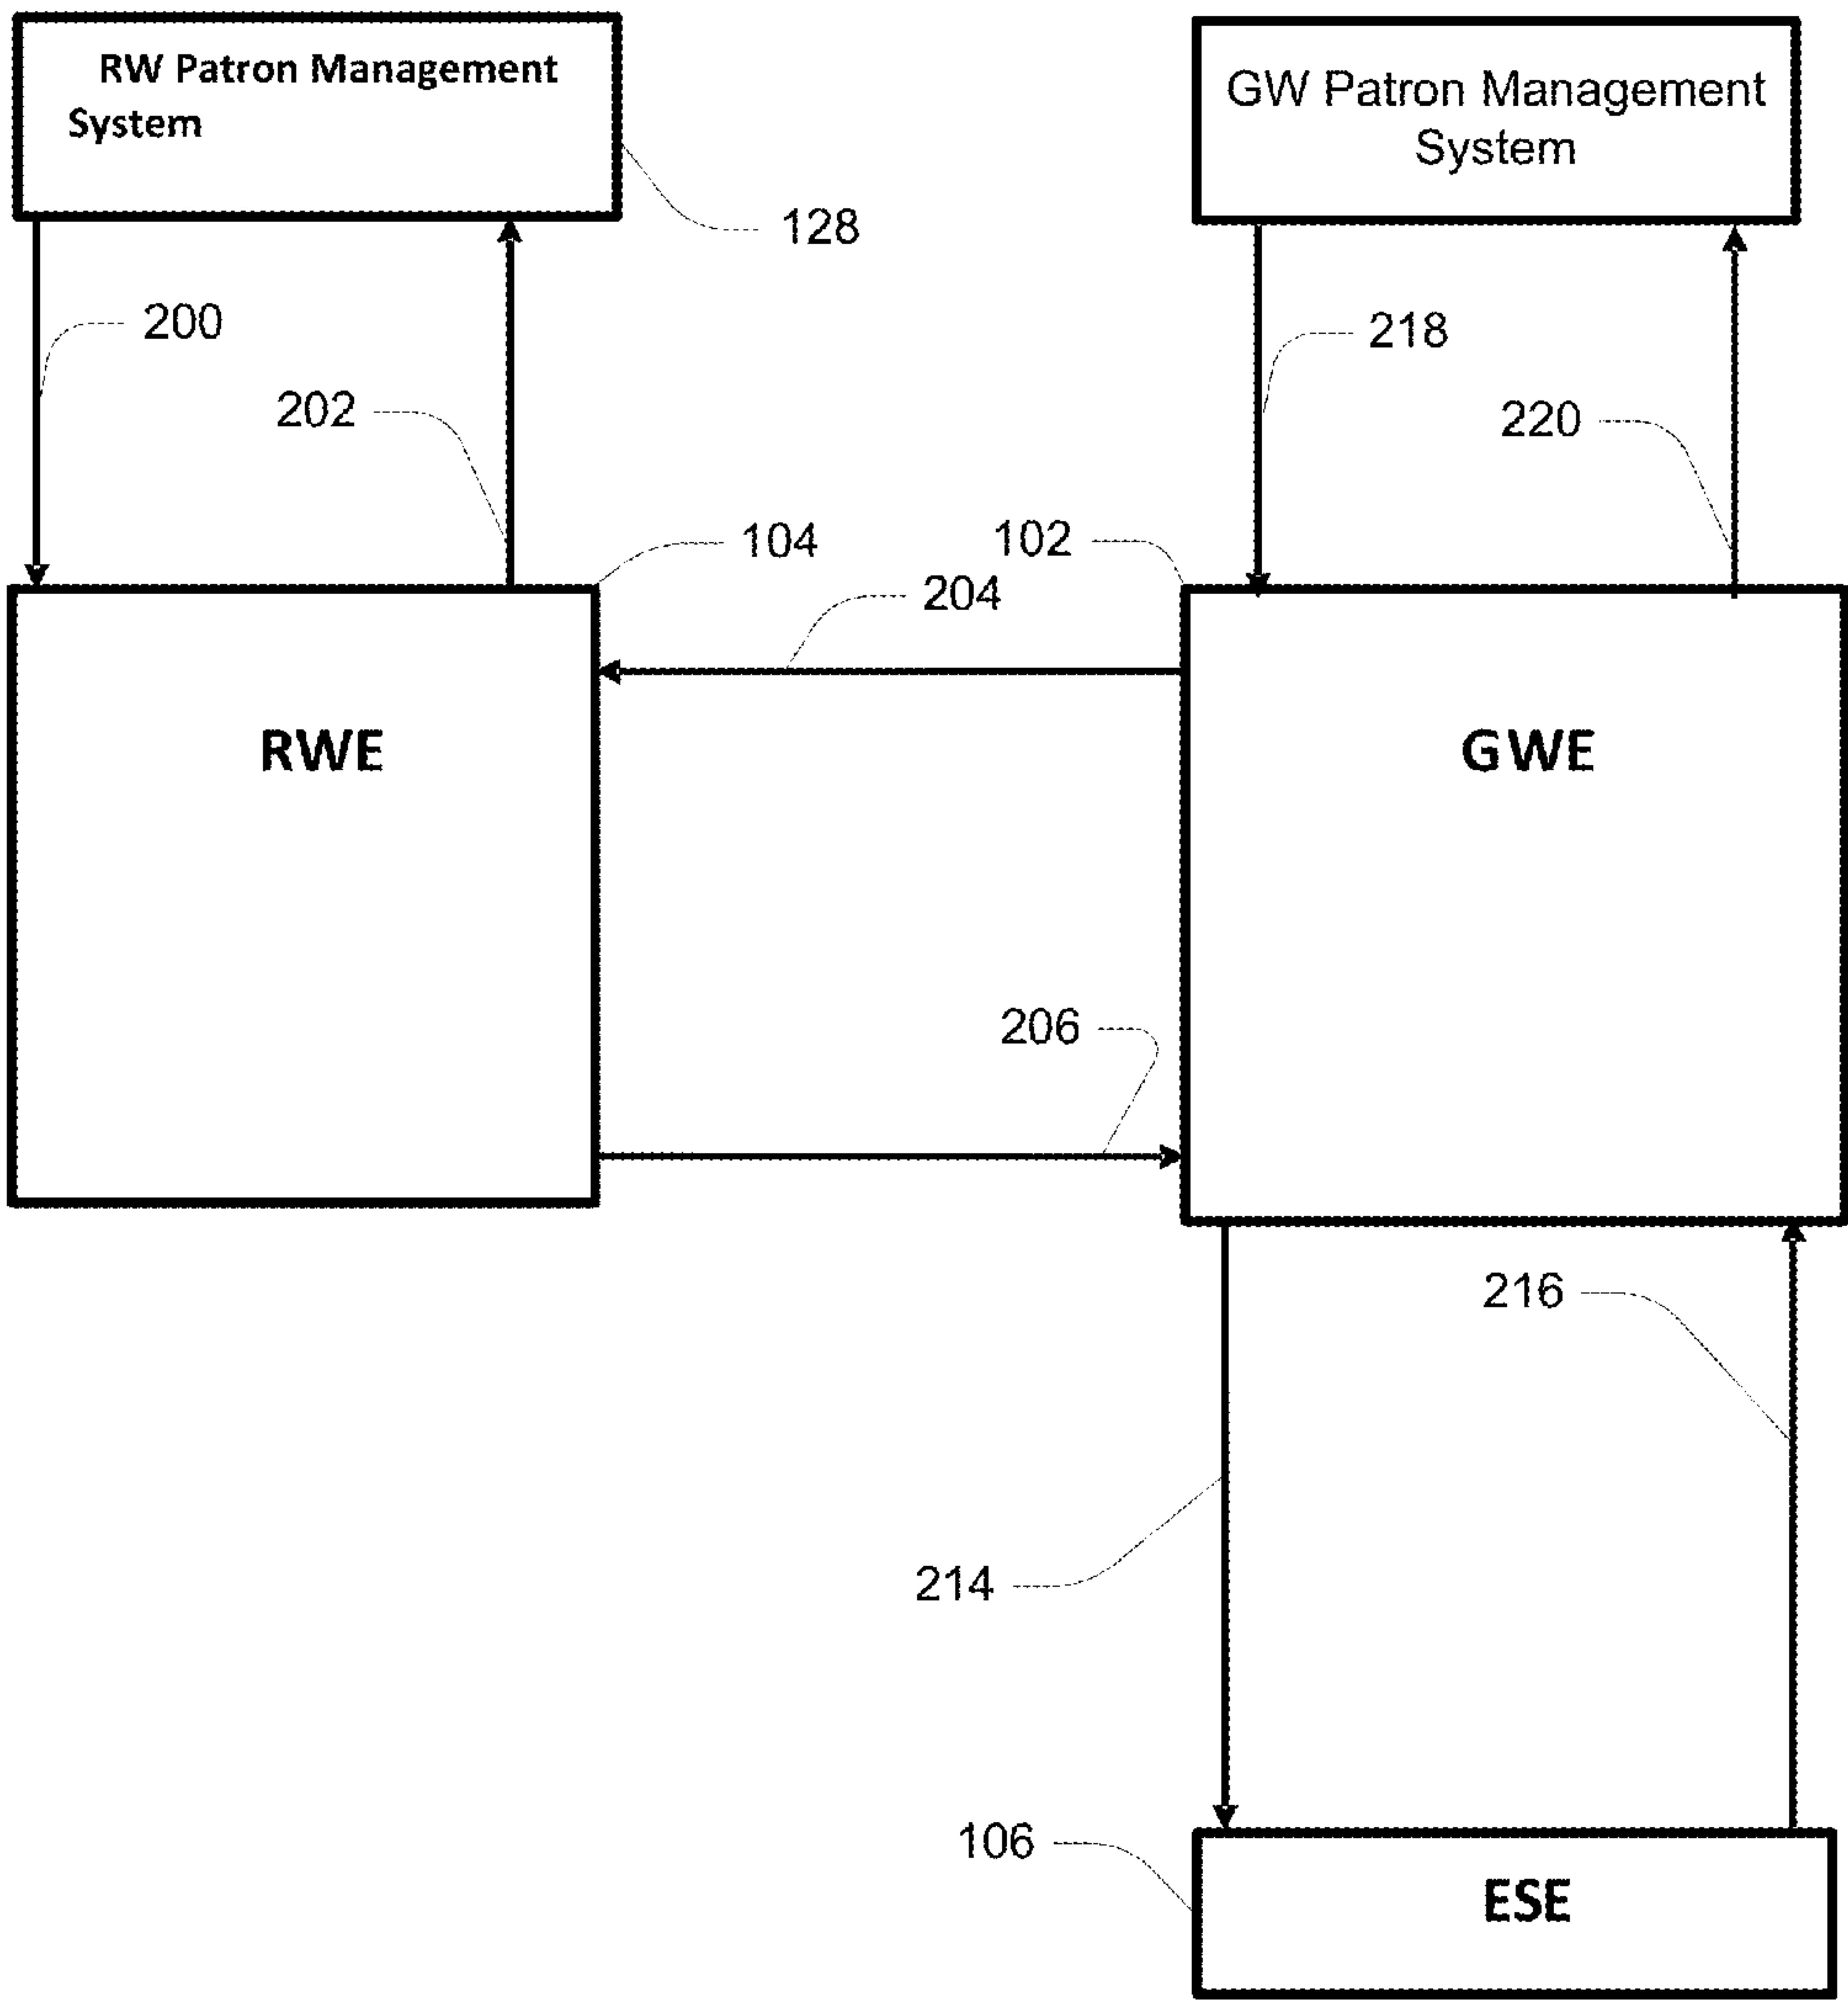 RW Patron Management
System
GW Patron Management
System
128
200
218
202
220
104
102
204
RWE
GWE
206
216
214
106
ESE